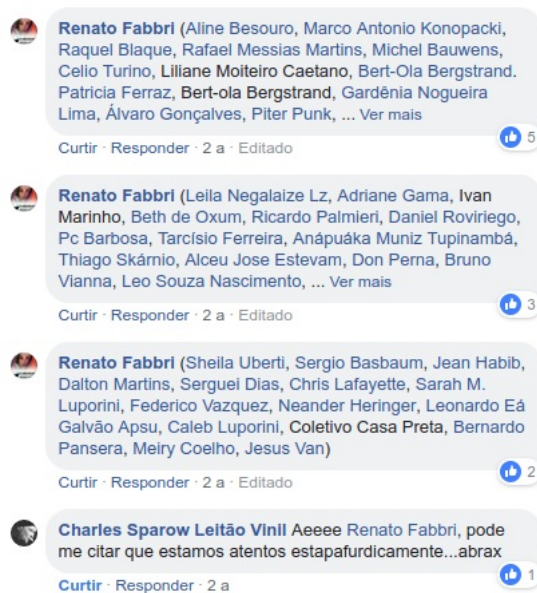 Renato Fabbri (Aline Besouro, Marco Antonio Konopacki,
Raquel Blaque, Rafael Messias Martins, Michel Bauwens,
Celio Turino, Liliane Moiteiro Caetano, Bert-Ola Bergstrand.
Patricia Ferraz, Bert-ola Bergstrand, Gardênia Nogueira
Lima, Álvaro Gonçalves, Piter Punk, ... Ver mais
5
Curtir · Responder · 2 a · Editado
Renato Fabbri (Leila Negalaize Lz, Adriane Gama, Ivan
Marinho, Beth de Oxum, Ricardo Palmieri, Daniel Roviriego,
Pc Barbosa, Tarcísio Ferreira, Anápuáka Muniz Tupinambá,
Thiago Skárnio, Alceu Jose Estevam, Don Perna, Bruno
Vianna, Leo Souza Nascimento, ... Ver mais
3
Curtir · Responder · 2 a · Editado
Renato Fabbri (Sheila Uberti, Sergio Basbaum, Jean Habib,
Dalton Martins, Serguei Dias, Chris Lafayette, Sarah M.
Luporini, Federico Vazquez, Neander Heringer, Leonardo Eá
Galvão Apsu, Caleb Luporini, Coletivo Casa Preta, Bernardo
Pansera, Meiry Coelho, Jesus Van)
2
Curtir · Responder · 2 a · Editado
Charles Sparow Leitão Vinil Aeeee Renato Fabbri, pode
me citar que estamos atentos estapafurdicamente...abrax
1
Curtir · Responder · 2 a